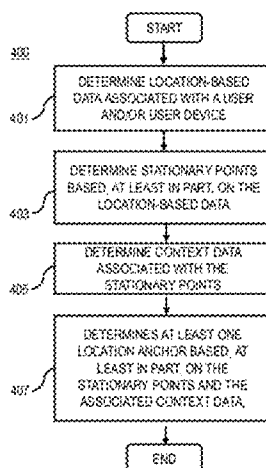 START
400
DETERMINE LOCATION-BASED
DATA ASSOCIATED WITH A USER
AND/OR USER DEVICE
401
DETERMINE STATIONARY POINTS
BASED, AT LEAST IN PART, ON THE
LOCATION-BASED DATA
403
DETERMINE CONTEXT DATA
ASSOCIATED WITH THE
STATIONARY POINTS
405
DETERMINES AT LEAST ONE
LOCATION ANCHOR BASED, AT
LEAST IN PART, ON THE
STATIONARY POINTS AND THE
ASSOCIATED CONTEXT DATA,
407
END